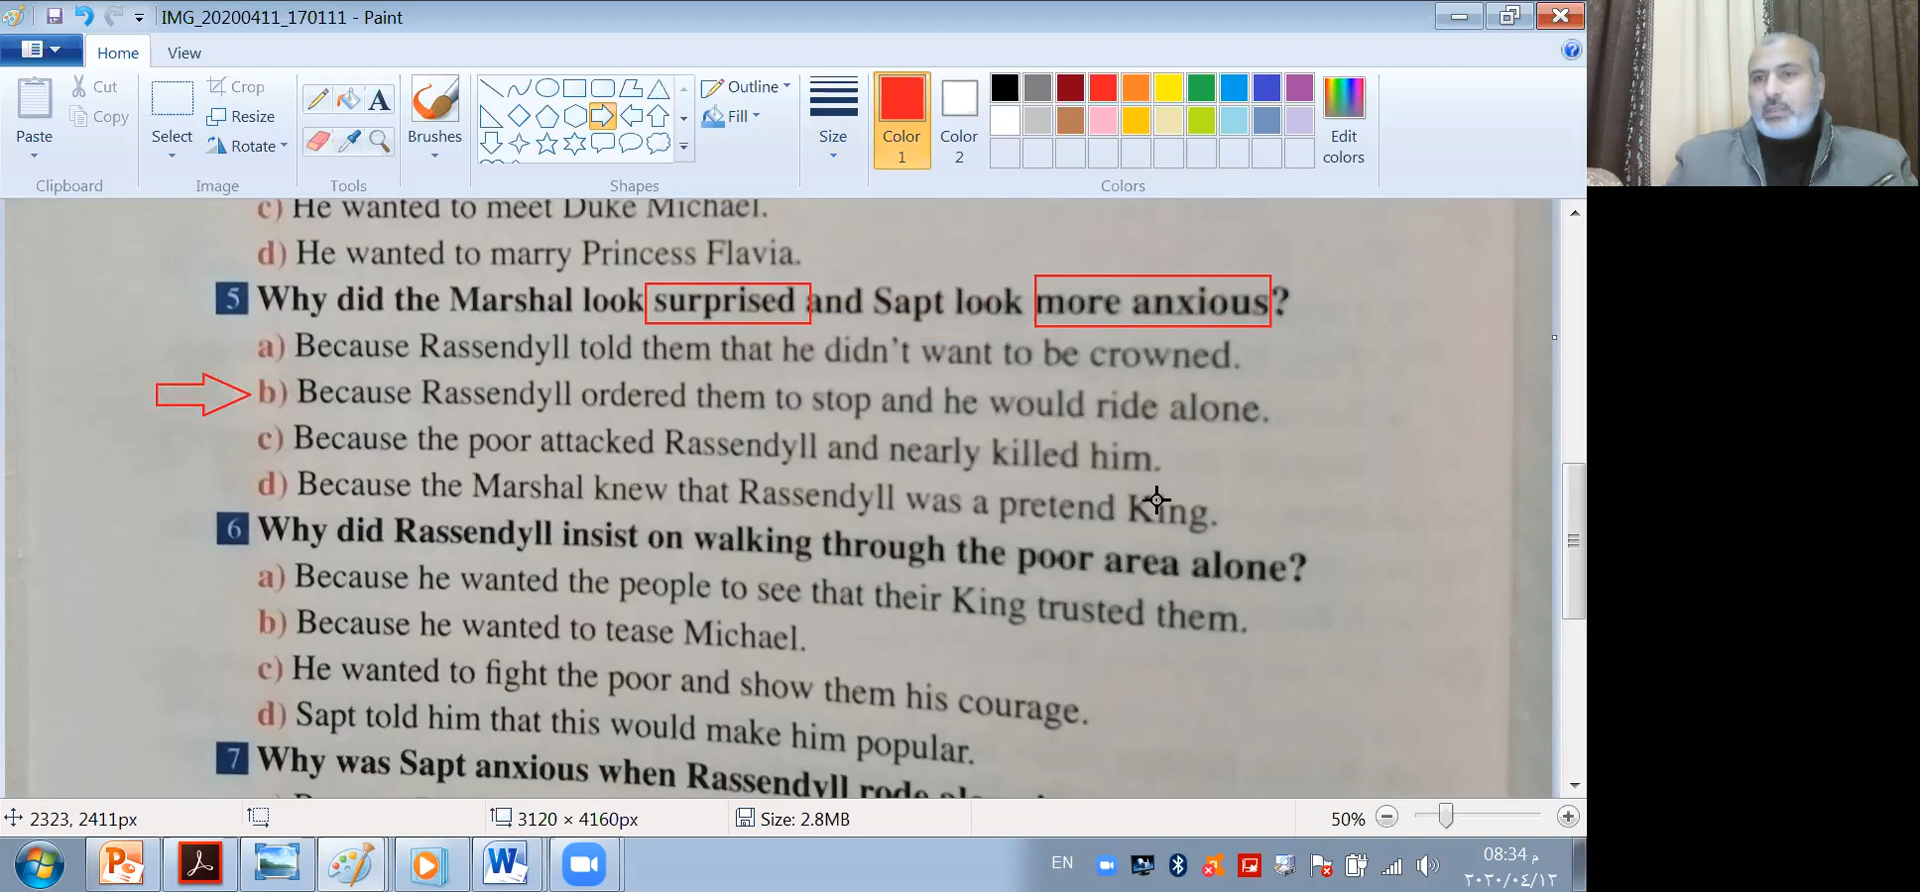 IMG_20200411_170111 - Paint
Home
View
Paste
Cut
Copy
Clipboard
Select
Crop
Resize
Rotate
Image
A
Tools
Brushes
Shapes
Outline
Fill
Size
Color 1
Color 2
Edit colors
Colors
c) He wanted to meet Duke Michael.
d) He wanted to marry Princess Flavia.
5 Why did the Marshal look surprised and Sapt look more anxious?
a) Because Rassendyll told them that he didn't want to be crowned.
b) Because Rassendyll ordered them to stop and he would ride alone.
c) Because the poor attacked Rassendyll and nearly killed him.
d) Because the Marshal knew that Rassendyll was a pretend King.
6 Why did Rassendyll insist on walking through the poor area alone?
a) Because he wanted the people to see that their King trusted them.
b) Because he wanted to tease Michael.
c) He wanted to fight the poor and show them his courage.
d) Sapt told him that this would make him popular.
7 Why was Sapt anxious when Rassendyll rode
2323, 2411px
3120 × 4160px
Size: 2.8MB
50%
EN
08:34 م
٢٠٢٠/٠٤/١٢